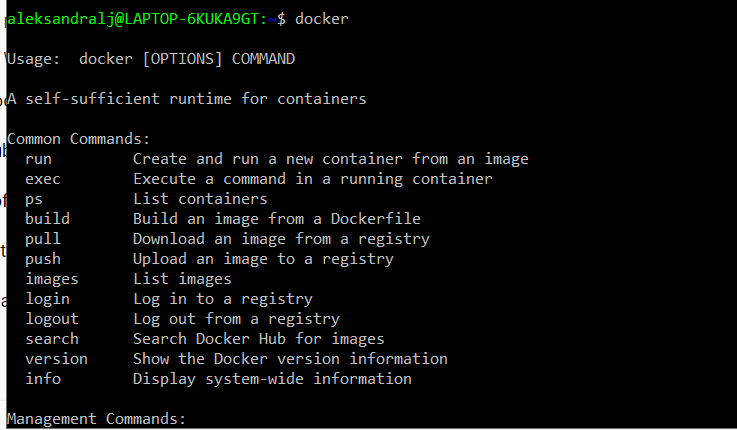 aleksandralj@LAPTOP-6KUKA9GT:~$ docker
Usage:  docker [OPTIONS] COMMAND
A self-sufficient runtime for containers
Common Commands:
  run         Create and run a new container from an image
  exec        Execute a command in a running container
  ps          List containers
  build       Build an image from a Dockerfile
  pull        Download an image from a registry
  push        Upload an image to a registry
  images      List images
  login       Log in to a registry
  logout      Log out from a registry
  search      Search Docker Hub for images
  version     Show the Docker version information
  info        Display system-wide information
Management Commands: